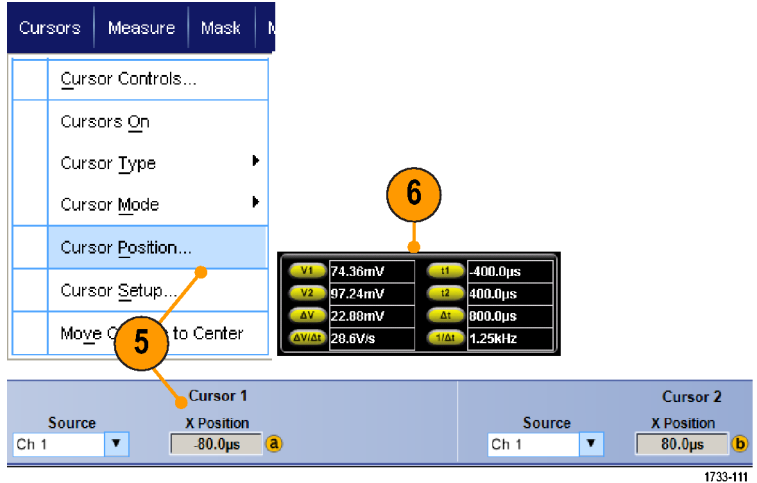 Cursors Measure Mask
Cursor Controls...
Cursors On
Cursor Type
Cursor Mode
Cursor Position...
Cursor Setup...
Move to Center
5
6
V1 74.36mV t1 -400.0µs
V2 97.24mV t2 400.0µs
ΔV 22.88mV Δt 800.0µs
ΔV/Δt 28.6V/s 1/Δt 1.25kHz
Cursor 1 Cursor 2
Source X Position Source X Position
Ch 1 -80.0µs a Ch 1 80.0µs b
1733-111